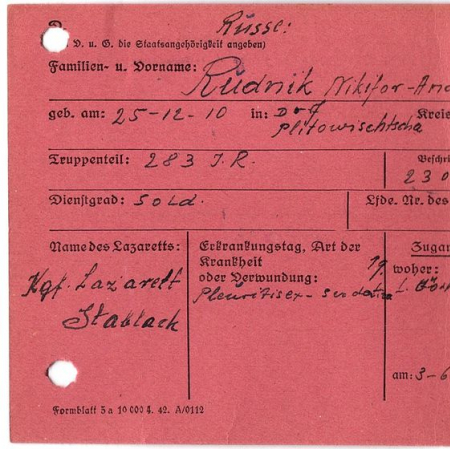 Russe:
D. u. G. die Staatsangehörigkeit angeben)
Familien- u. Vorname: Rudnik Nikifor-And
geb. am: 25-12-10 in: Dorf Kreis
Plitowischtscha
Truppenteil: 283 I.R. Beschri
230
Dienstgrad: Sold. Lfde. Nr. des
Name des Lazaretts: Erkrankungstag, Art der Zugan
Krankheit
oder Verwundung: 19. woher:
Kgf. Lazarett Pleuritis
Stablack
am: 3-6
Formblatt 5a 10 000 4. 42. A/0112